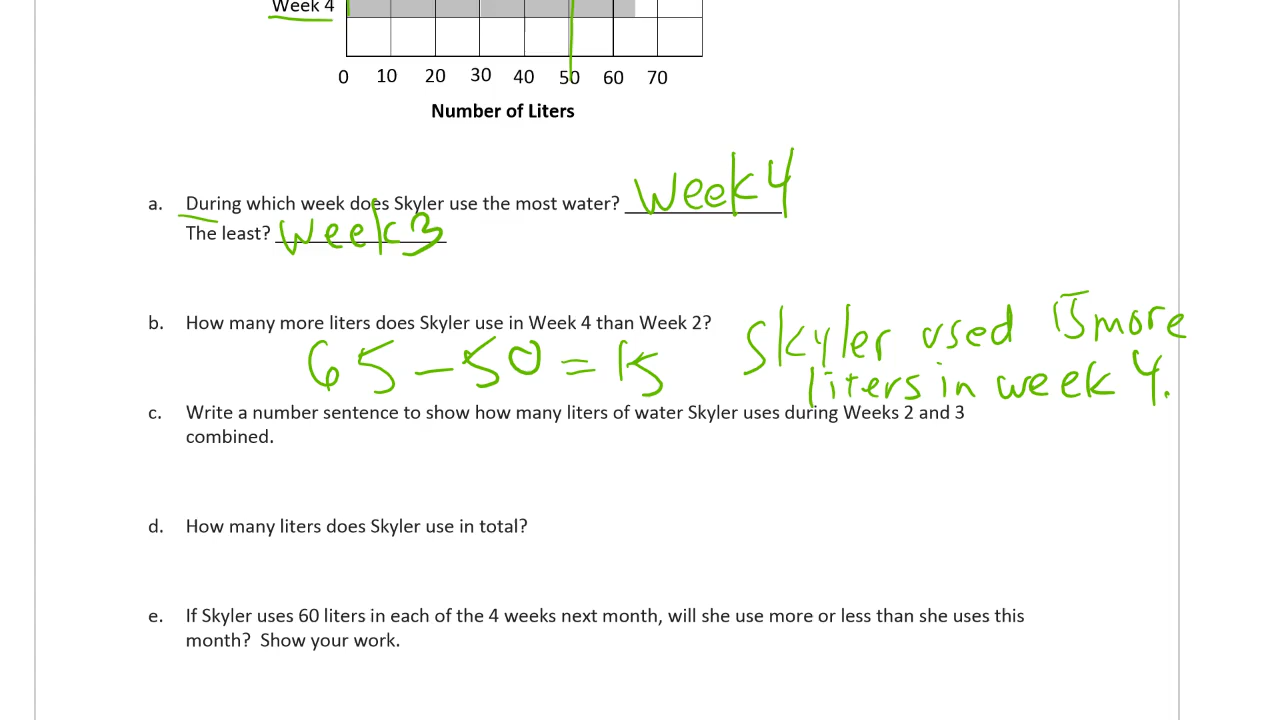 Week 4
0 10 20 30 40 50 60 70
Number of Liters
a. During which week does Skyler use the most water? week 4
The least? week 3
b. How many more liters does Skyler use in Week 4 than Week 2?
65 - 50 = 15
Skyler used 15 more
liters in week 4.
c. Write a number sentence to show how many liters of water Skyler uses during Weeks 2 and 3
combined.
d. How many liters does Skyler use in total?
e. If Skyler uses 60 liters in each of the 4 weeks next month, will she use more or less than she uses this
month? Show your work.